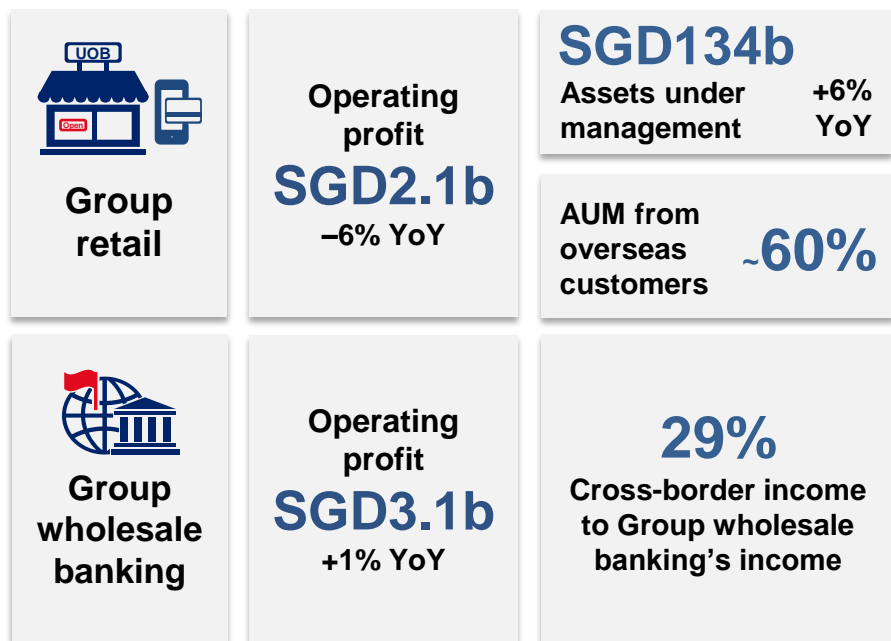 UOB
Open
Group
retail
Operating
profit
SGD2.1b
–6% YoY
SGD134b
Assets under
management
+6%
YoY
AUM from
overseas
customers
~60%
Group
wholesale
banking
Operating
profit
SGD3.1b
+1% YoY
29%
Cross-border income
to Group wholesale
banking’s income